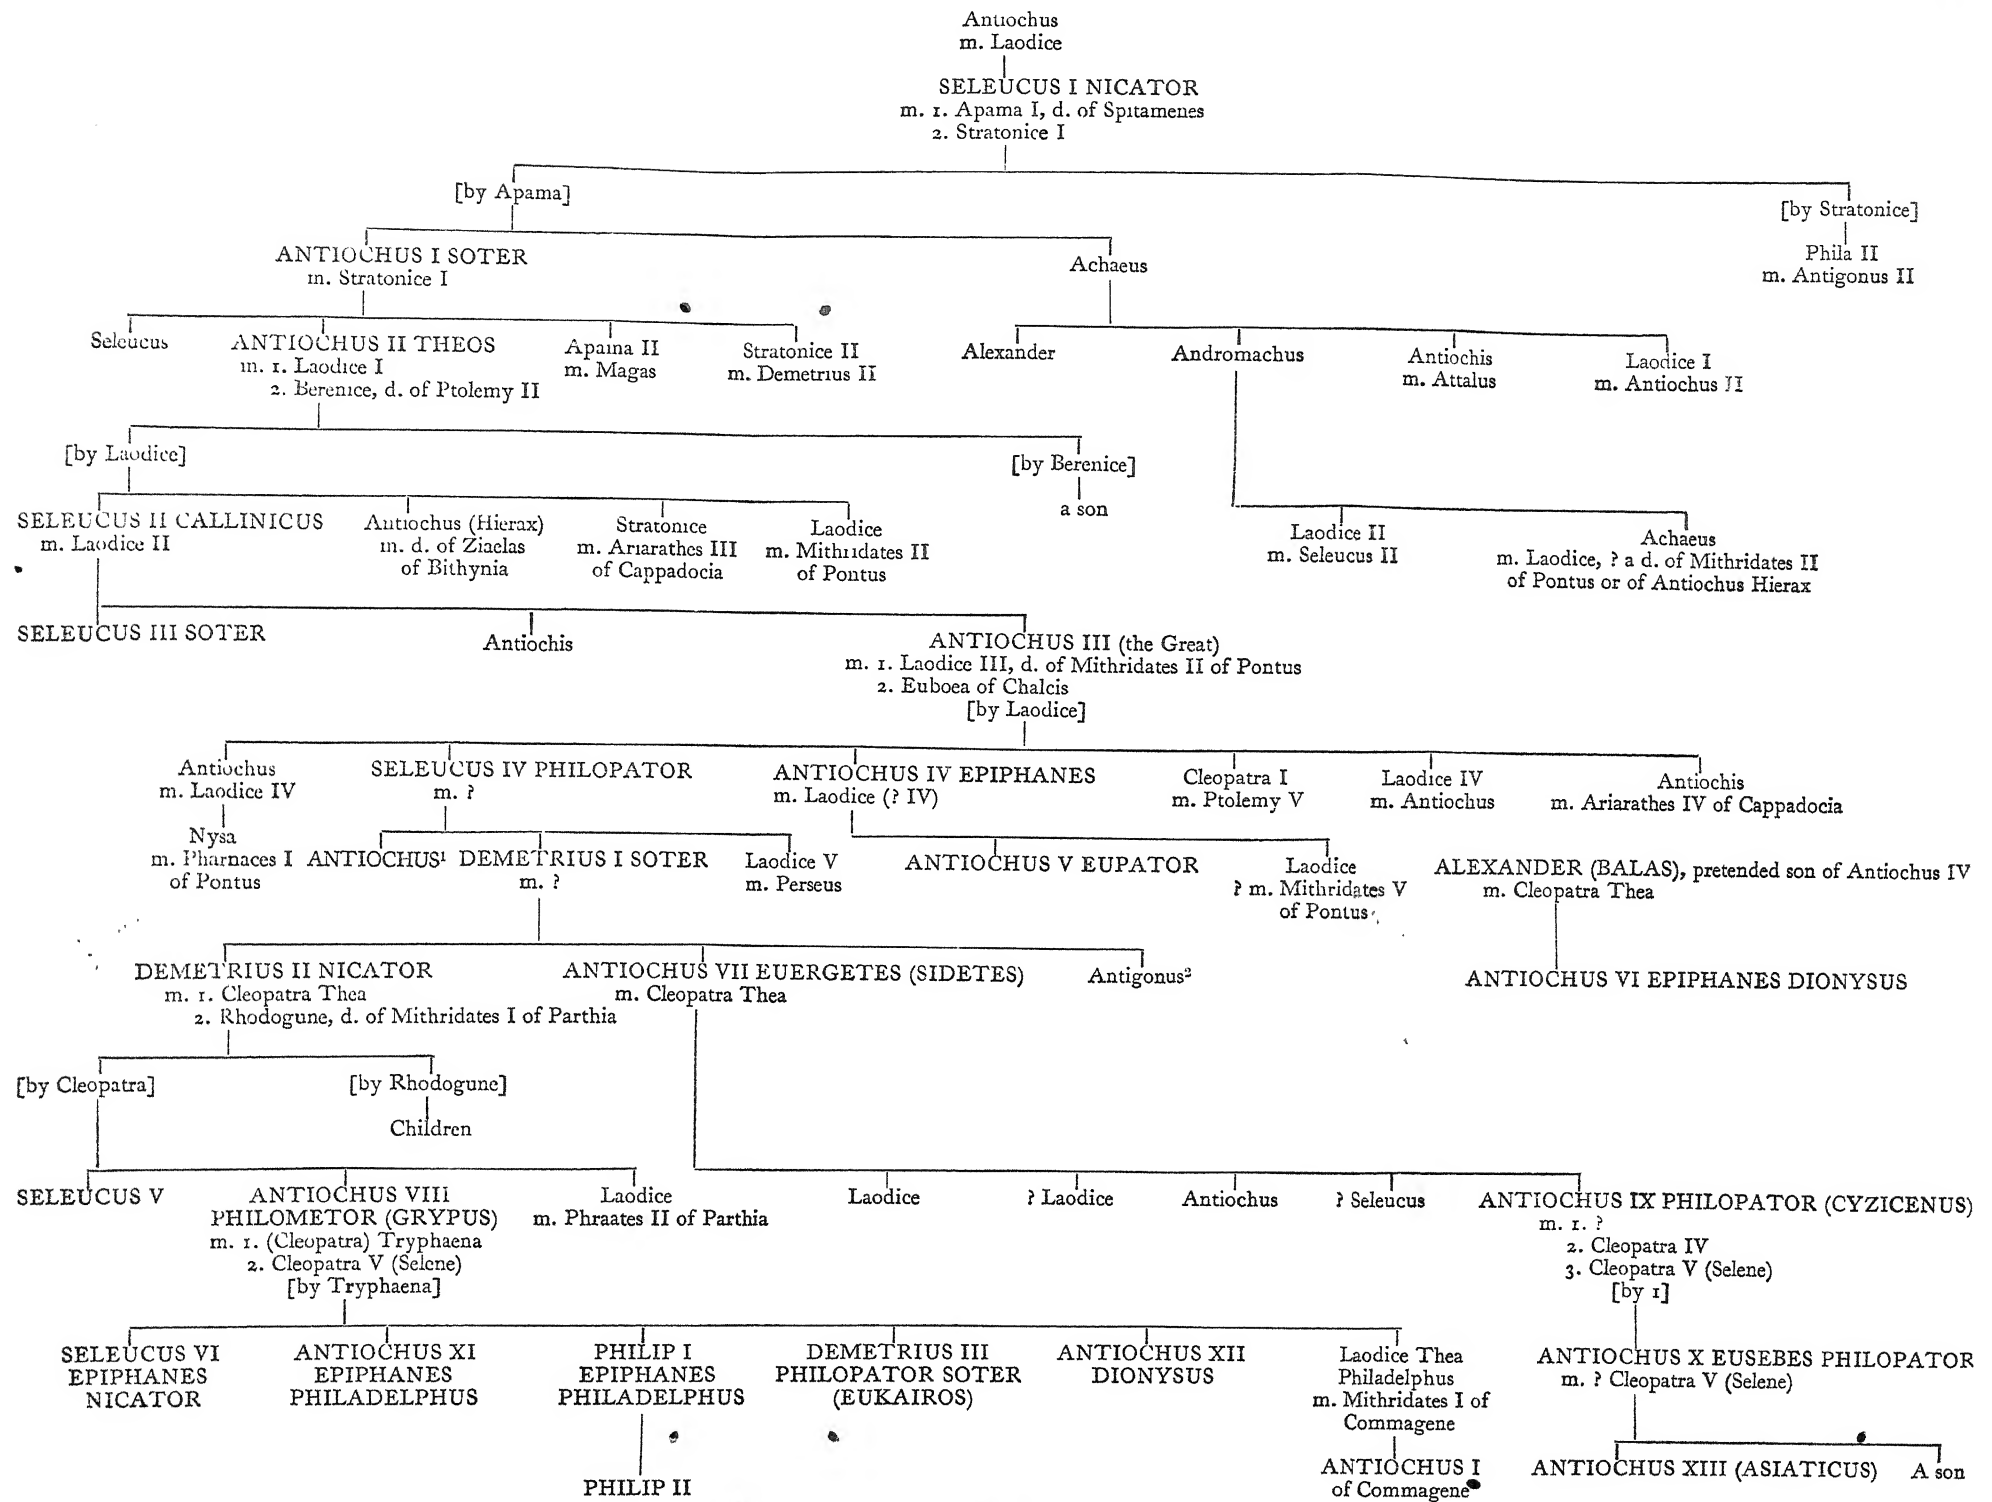 Antiochus
m. Laodice
SELEUCUS I NICATOR
m. 1. Apama I, d. of Spitamenes
2. Stratonice I
[by Apama]
[by Stratonice]
ANTIOCHUS I SOTER
m. Stratonice I
Achaeus
Phila II
m. Antigonus II
Seleucus
ANTIOCHUS II THEOS
m. 1. Laodice I
2. Berenice, d. of Ptolemy II
Apama II
m. Magas
Stratonice II
m. Demetrius II
Alexander
Andromachus
Antiochis
m. Attalus
Laodice I
m. Antiochus II
[by Laodice]
[by Berenice]
a son
SELEUCUS II CALLINICUS
m. Laodice II
Antiochus (Hierax)
m. d. of Ziaelas
of Bithynia
Stratonice
m. Ariarathes III
of Cappadocia
Laodice
m. Mithridates II
of Pontus
Laodice II
m. Seleucus II
Achaeus
m. Laodice, ? a d. of Mithridates II
of Pontus or of Antiochus Hierax
SELEUCUS III SOTER
Antiochis
ANTIOCHUS III (the Great)
m. 1. Laodice III, d. of Mithridates II of Pontus
2. Euboea of Chalcis
[by Laodice]
Antiochus
m. Laodice IV
SELEUCUS IV PHILOPATOR
m. ?
ANTIOCHUS IV EPIPHANES
m. Laodice (? IV)
Cleopatra I
m. Ptolemy V
Laodice IV
m. Antiochus
Antiochis
m. Ariarathes IV of Cappadocia
Nysa
m. Pharnaces I
of Pontus
ANTIOCHUS¹
DEMETRIUS I SOTER
m. ?
Laodice V
m. Perseus
ANTIOCHUS V EUPATOR
Laodice
? m. Mithridates V
of Pontus
ALEXANDER (BALAS), pretended son of Antiochus IV
m. Cleopatra Thea
DEMETRIUS II NICATOR
m. 1. Cleopatra Thea
2. Rhodogune, d. of Mithridates I of Parthia
ANTIOCHUS VII EUERGETES (SIDETES)
m. Cleopatra Thea
Antigonus²
ANTIOCHUS VI EPIPHANES DIONYSUS
[by Cleopatra]
[by Rhodogune]
Children
SELEUCUS V
ANTIOCHUS VIII
PHILOMETOR (GRYPUS)
m. 1. (Cleopatra) Tryphaena
2. Cleopatra V (Selene)
[by Tryphaena]
Laodice
m. Phraates II of Parthia
Laodice
? Laodice
Antiochus
? Seleucus
ANTIOCHUS IX PHILOPATOR (CYZICENUS)
m. 1. ?
2. Cleopatra IV
3. Cleopatra V (Selene)
[by 1]
SELEUCUS VI
EPIPHANES
NICATOR
ANTIOCHUS XI
EPIPHANES
PHILADELPHUS
PHILIP I
EPIPHANES
PHILADELPHUS
DEMETRIUS III
PHILOPATOR SOTER
(EUKAIROS)
ANTIOCHUS XII
DIONYSUS
Laodice Thea
Philadelphus
m. Mithridates I of
Commagene
ANTIOCHUS X EUSEBES PHILOPATOR
m. ? Cleopatra V (Selene)
PHILIP II
ANTIOCHUS I
of Commagene
ANTIOCHUS XIII (ASIATICUS)
A son